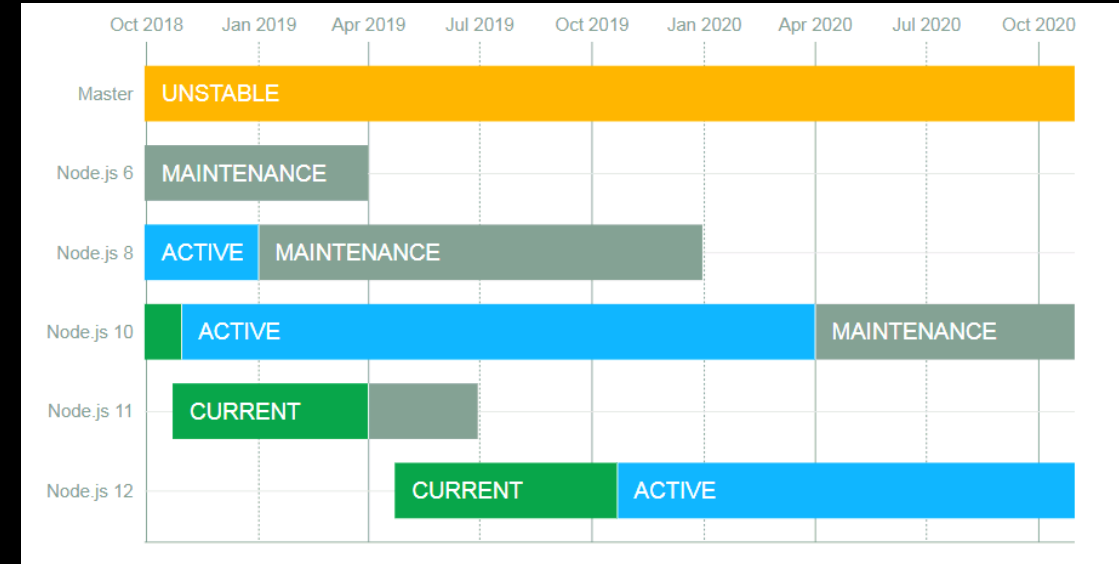 Oct 2018 Jan 2019 Apr 2019 Jul 2019 Oct 2019 Jan 2020 Apr 2020 Jul 2020 Oct 2020
Master UNSTABLE
Node.js 6 MAINTENANCE
Node.js 8 ACTIVE MAINTENANCE
Node.js 10 ACTIVE MAINTENANCE
Node.js 11 CURRENT
Node.js 12 CURRENT ACTIVE